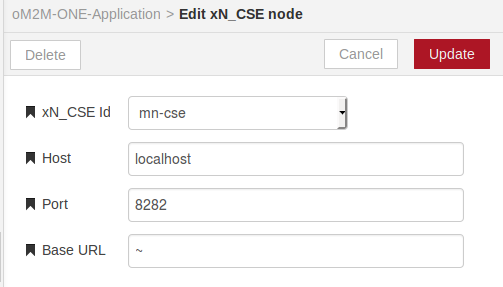 oM2M-ONE-Application > Edit xN_CSE node
Delete Cancel Update
xN_CSE Id mn-cse
Host localhost
Port 8282
Base URL ~